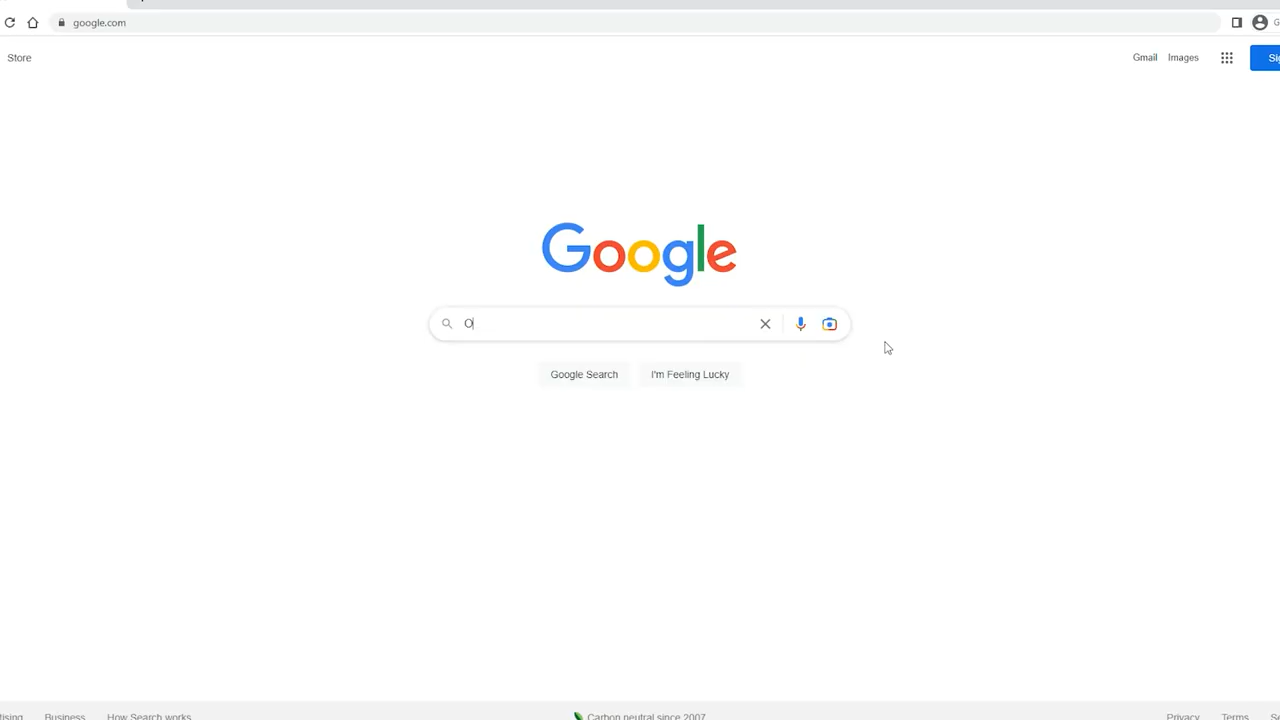 google.com
Store
Gmail Images
Google
O
Google Search I'm Feeling Lucky
Business How Search works Carbon neutral since 2007 Privacy Terms